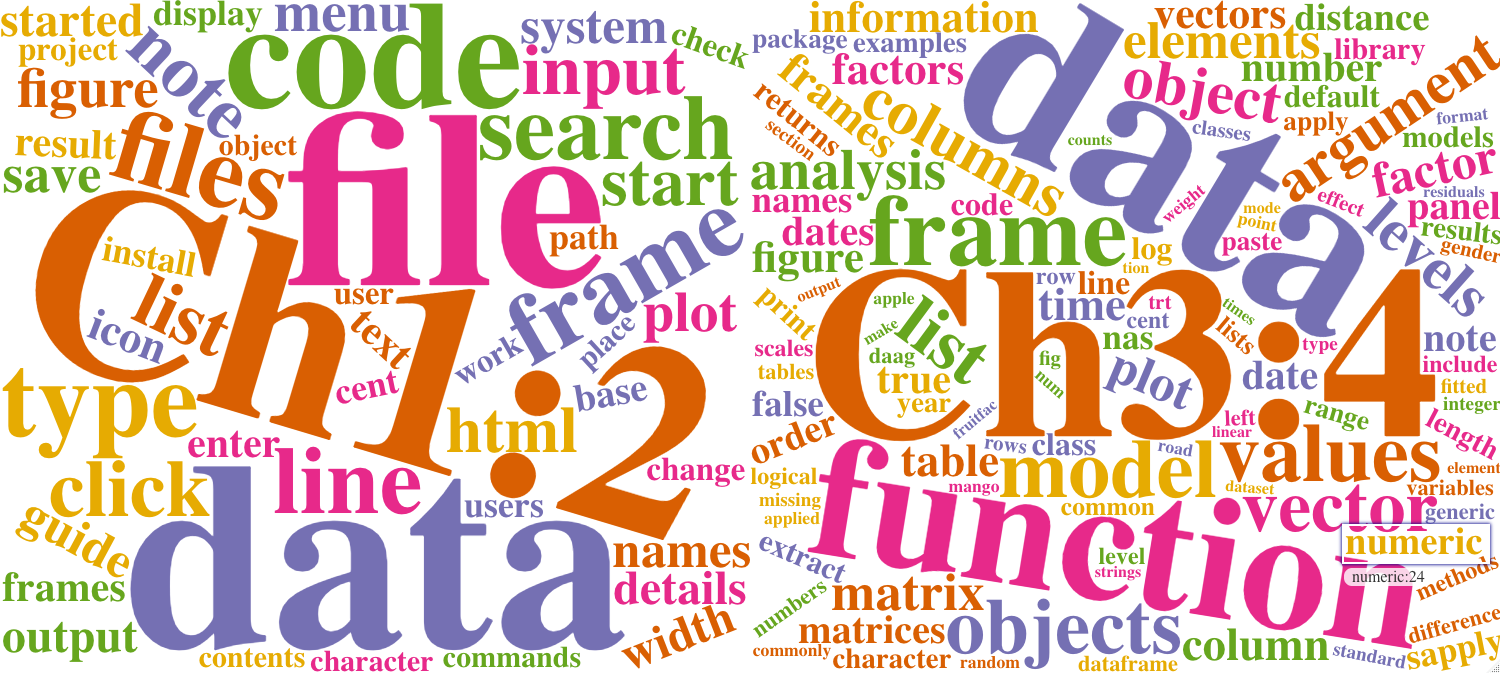 started
display
menu
code
system
check
project
note
input
figure
files
file
search
result
object
save
start
Ch1:2
install
list
icon
user
text
path
frame
work
place
plot
cent
base
type
html
enter
line
click
users
change
guide
data
names
frames
details
output
width
contents
character
commands
information
vectors
distance
package
examples
elements
library
factors
number
frames
columns
data
object
default
argument
returns
section
counts
classes
apply
format
models
analysis
factor
names
code
weight
mode
point
effect
residuals
panel
dates
frame
log
paste
levels
results
gender
figure
tion
output
Ch3:4
row
line
print
apple
list
time
trt
times
cent
make
lists
nas
type
note
scales
daag
fig
plot
date
include
tables
true
num
fitted
false
year
fruitfac
left
range
integer
order
linear
length
rows
class
road
logical
function
table
model
values
element
mango
dataset
variables
missing
common
vector
generic
applied
extract
level
numeric
strings
numeric:24
methods
numbers
matrix
objects
matrices
column
difference
commonly
character
random
dataframe
standard
sapply